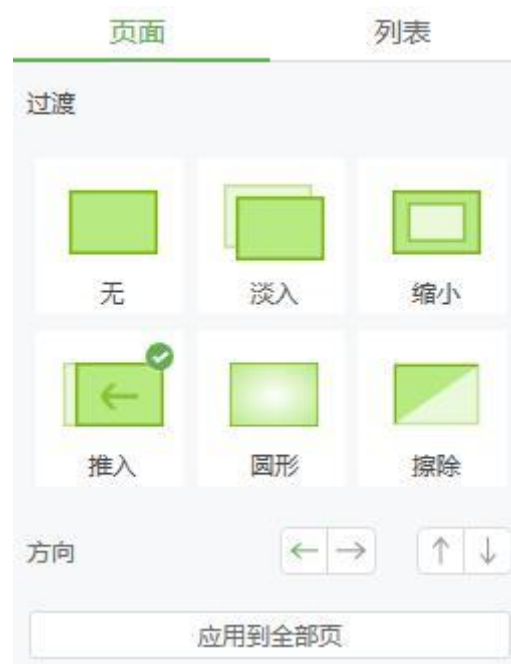 页面 列表
过渡
无 淡入 缩小
推入 圆形 擦除
方向
应用到全部页